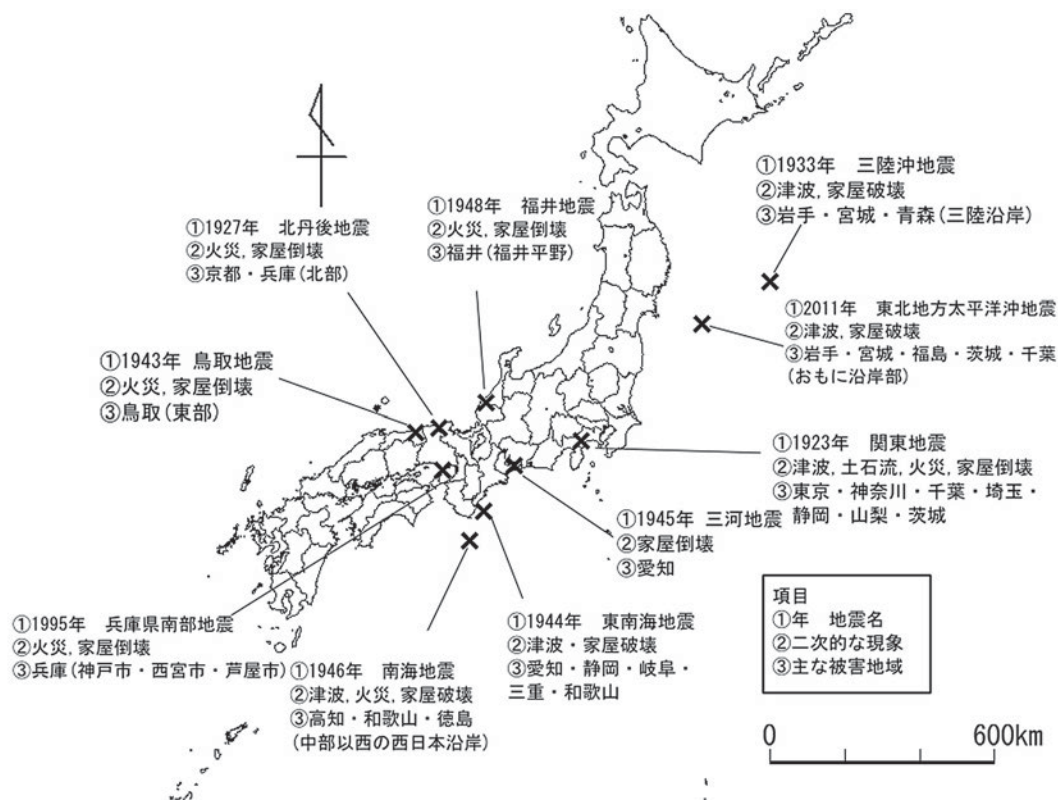 ①1933年 三陸沖地震
②津波,家屋破壊
③岩手・宮城・青森(三陸沿岸)
①1948年 福井地震
②火災,家屋倒壊
③福井(福井平野)
①1927年 北丹後地震
②火災,家屋倒壊
③京都・兵庫(北部)
①2011年 東北地方太平洋沖地震
②津波,家屋破壊
③岩手・宮城・福島・茨城・千葉
(おもに沿岸部)
①1943年 鳥取地震
②火災,家屋倒壊
③鳥取(東部)
①1923年 関東地震
②津波,土石流,火災,家屋倒壊
③東京・神奈川・千葉・埼玉・
静岡・山梨・茨城
①1945年 三河地震
②家屋倒壊
③愛知
①1995年 兵庫県南部地震
②火災,家屋倒壊
③兵庫(神戸市・西宮市・芦屋市)
①1946年 南海地震
②津波,火災,家屋破壊
③高知・和歌山・徳島
(中部以西の西日本沿岸)
①1944年 東南海地震
②津波・家屋破壊
③愛知・静岡・岐阜・
三重・和歌山
項目
①年 地震名
②二次的な現象
③主な被害地域
0 600km